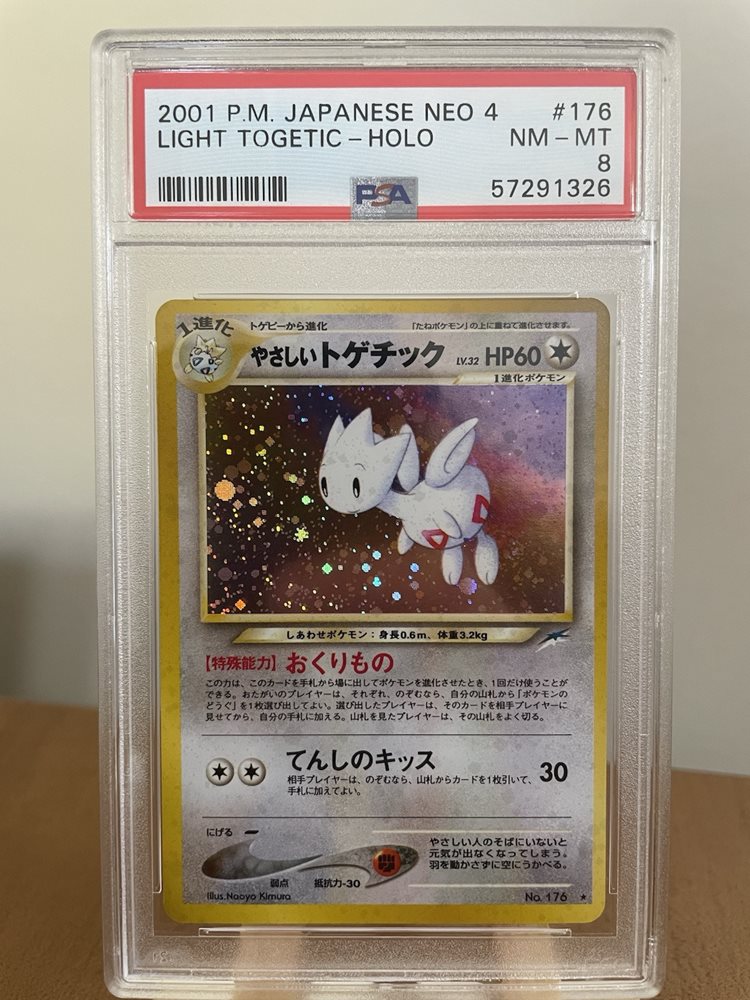 2001 P.M. JAPANESE NEO 4 #176
LIGHT TOGETIC - HOLO NM - MT
8
PSA 57291326
1進化 トゲピーから進化 「たねポケモン」の上に重ねて進化させます。
やさしいトゲチック LV.32 HP60
1進化ポケモン
しあわせポケモン：身長0.6m、体重3.2kg
【特殊能力】おくりもの
この力は、このカードを手札から場に出してポケモンを進化させたとき、1回だけ使うことが
できる。おたがいのプレイヤーは、それぞれ、のぞむなら、自分の山札から「ポケモンの
どうぐ」を1枚選び出してよい。選び出したプレイヤーは、そのカードを相手プレイヤーに
見せてから、自分の手札に加える。山札を見たプレイヤーは、その山札をよく切る。
てんしのキッス 30
相手プレイヤーは、のぞむなら、山札からカードを1枚引いて、
手札に加えてよい。
にげる
やさしい人のそばにいないと
元気が出なくなってしまう。
羽を動かさずに空にうかべる。
弱点 抵抗力-30
Illus. Naoyo Kimura No. 176 ★